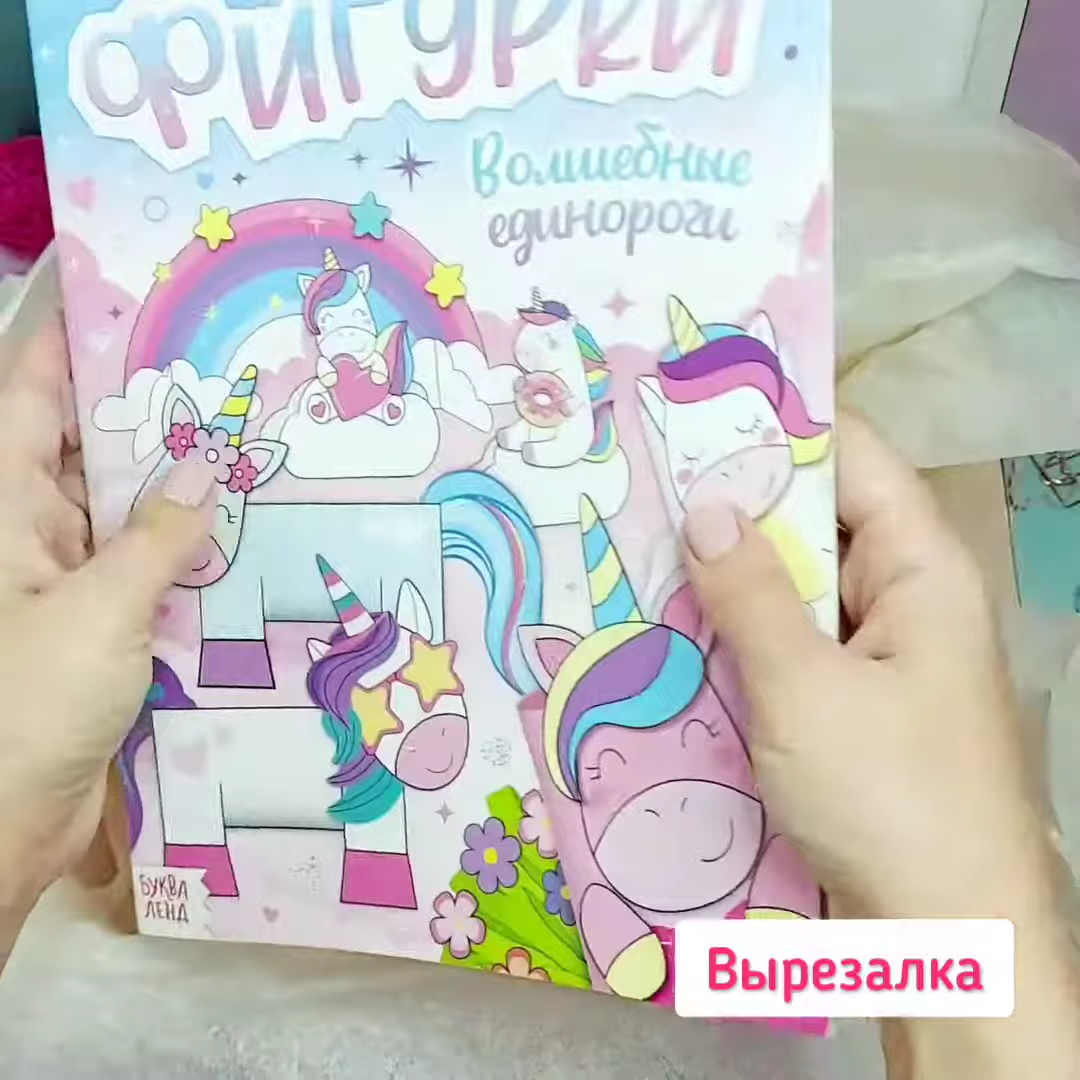 ФИГУРКИ
Волшебные
единороги
БУКВА
ЛЕНД
Вырезалка